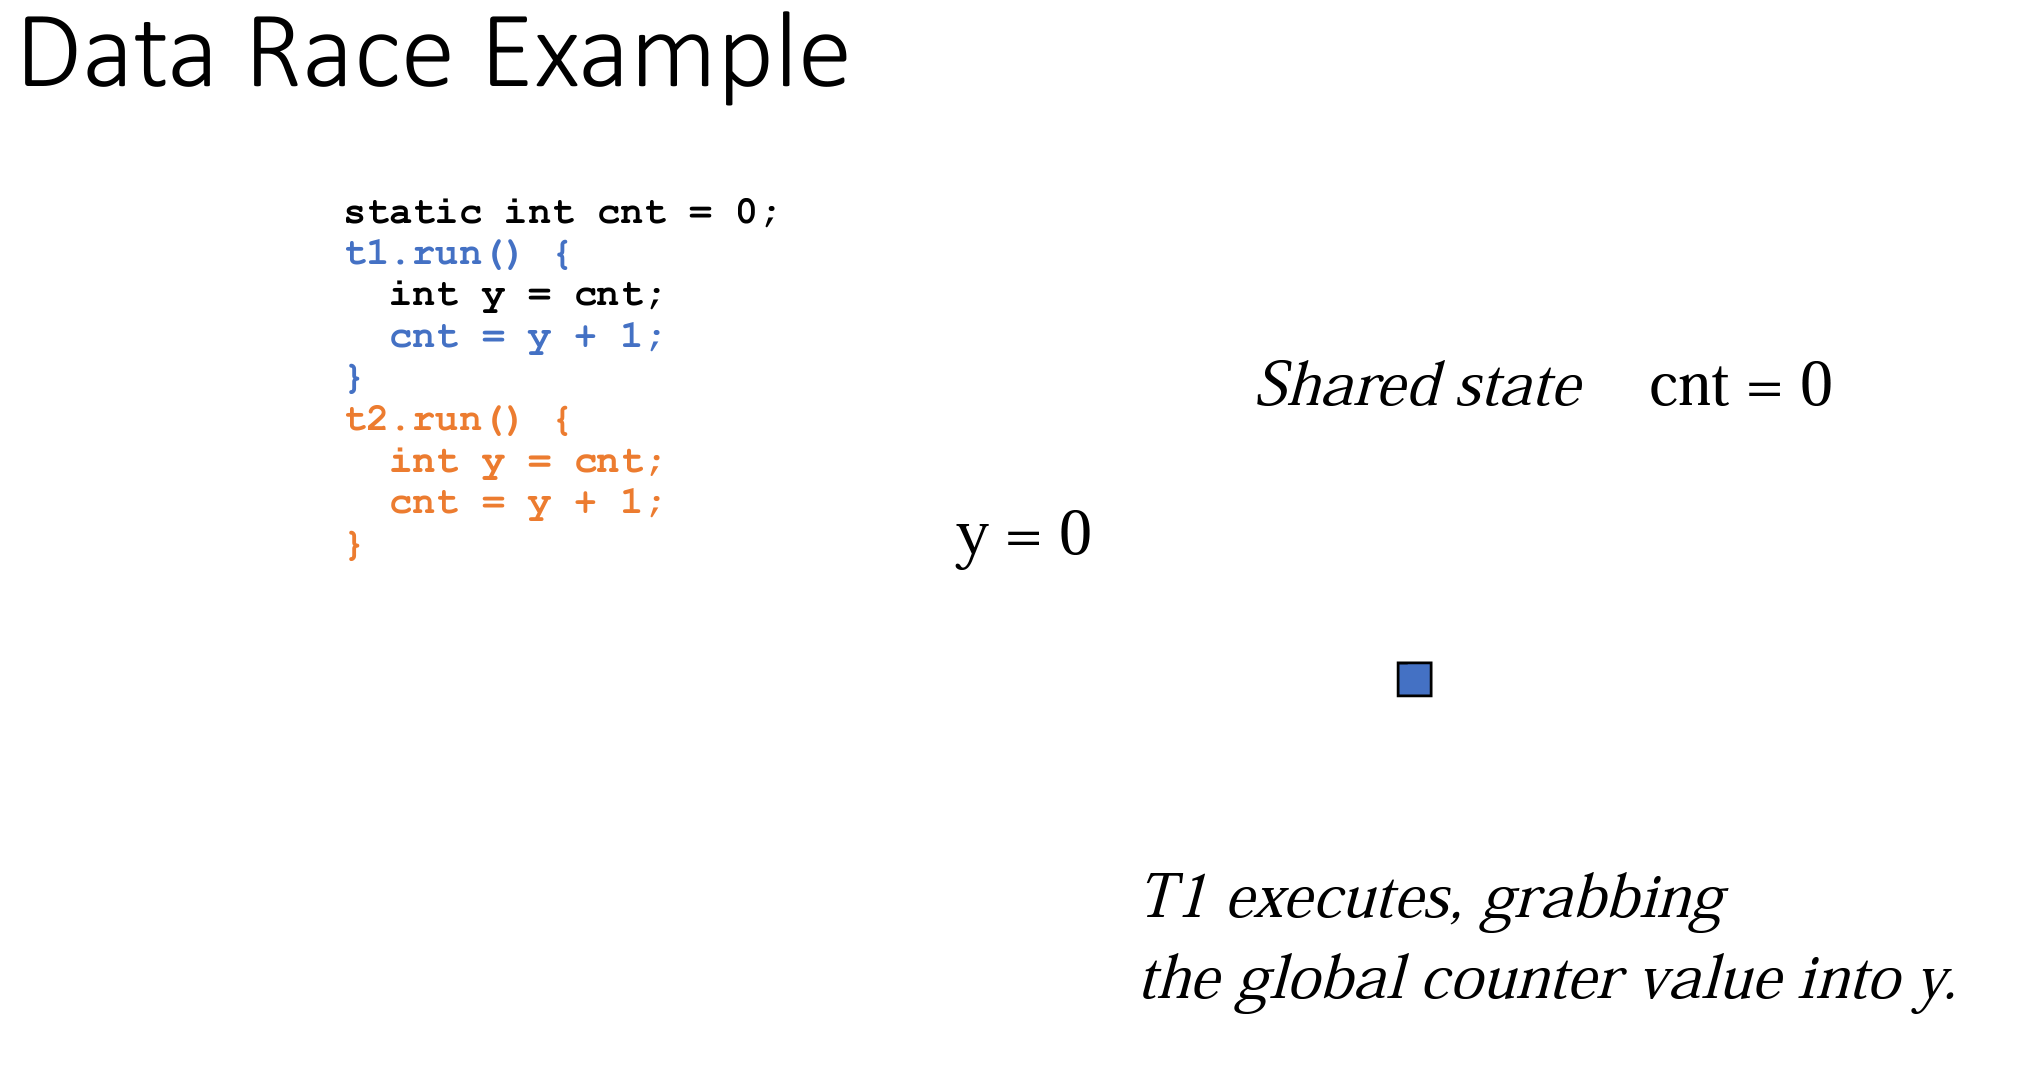 Data Race Example
static int cnt = 0;
t1.run() {
  int y = cnt;
  cnt = y + 1;
}
t2.run() {
  int y = cnt;
  cnt = y + 1;
}
Shared state cnt = 0
y = 0
T1 executes, grabbing
the global counter value into y.